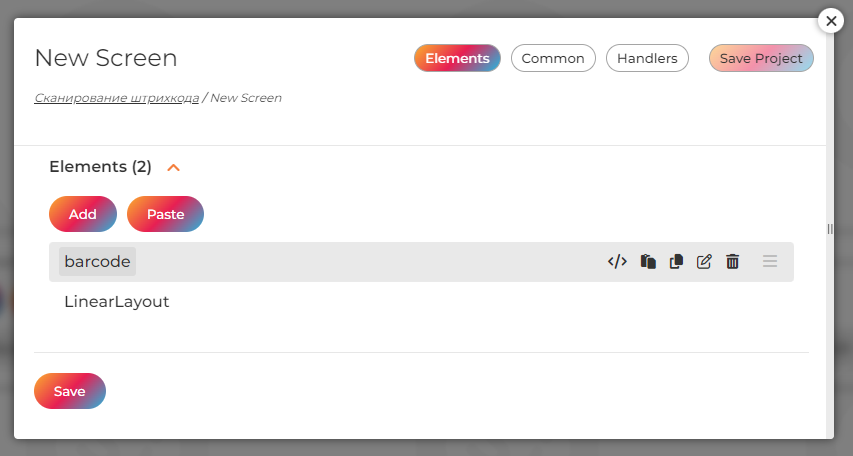 New Screen
Elements
Common
Handlers
Save Project
Сканирование штрихкода / New Screen
Elements (2)
Add
Paste
barcode
LinearLayout
Save